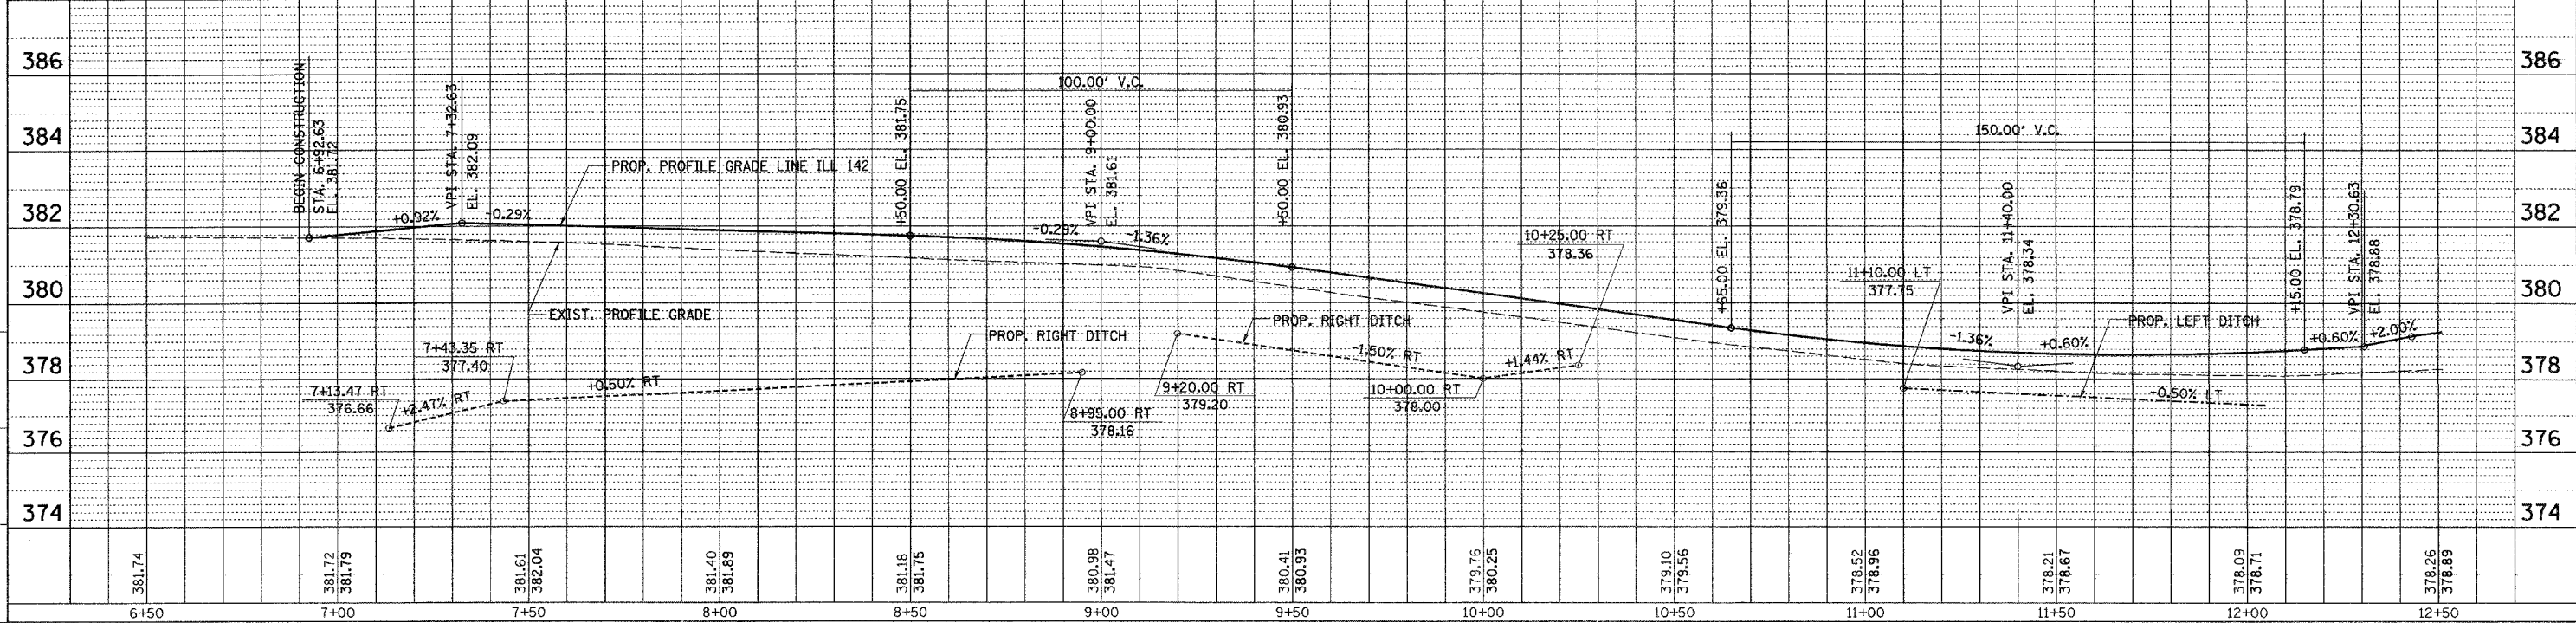 386
386
384
384
382
382
380
380
378
378
376
376
374
374
BEGIN CONSTRUCTION
STA. 6+92.63
EL. 381.72
+0.92%
VPI STA. 7+32.63
EL. 382.09
-0.29%
PROP. PROFILE GRADE LINE ILL 142
EXIST. PROFILE GRADE
+50.00 EL. 381.75
100.00' V.C.
VPI STA. 9+00.00
EL. 381.61
-0.29%
-1.36%
+50.00 EL. 380.93
10+25.00 RT
378.36
+65.00 EL. 379.36
150.00' V.C.
11+10.00 LT
377.75
VPI STA. 11+40.00
EL. 378.34
-1.36%
+0.60%
PROP. LEFT DITCH
-0.50% LT
+15.00 EL. 378.79
+0.60%
VPI STA. 12+30.63
EL. 378.88
+2.00%
7+13.47 RT
376.66
+2.47% RT
7+43.35 RT
377.40
+0.50% RT
PROP. RIGHT DITCH
8+95.00 RT
378.16
9+20.00 RT
379.20
PROP. RIGHT DITCH
-1.50% RT
10+00.00 RT
378.00
+1.44% RT
381.74
381.72
381.79
381.61
382.04
381.40
381.89
381.18
381.75
380.98
381.47
380.41
380.93
379.76
380.25
379.10
379.56
378.52
378.96
378.21
378.67
378.09
378.71
378.26
378.89
6+50
7+00
7+50
8+00
8+50
9+00
9+50
10+00
10+50
11+00
11+50
12+00
12+50